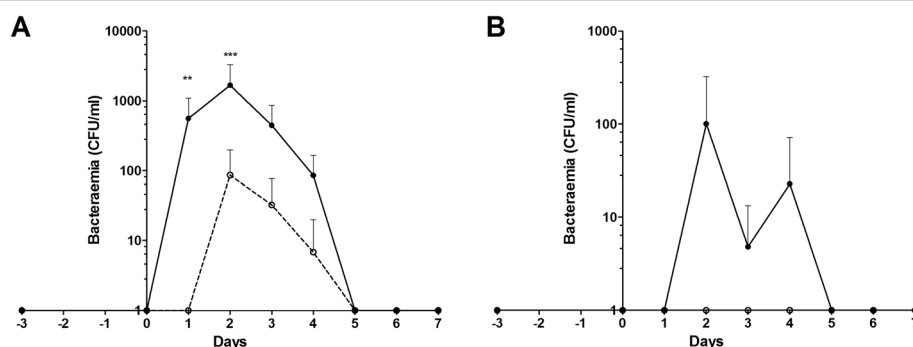 A
Bacteraemia (CFU/ml)
10000
1000
100
10
1
** ***
-3 -2 -1 0 1 2 3 4 5 6 7
Days
B
Bacteraemia (CFU/ml)
1000
100
10
1
-3 -2 -1 0 1 2 3 4 5 6
Days